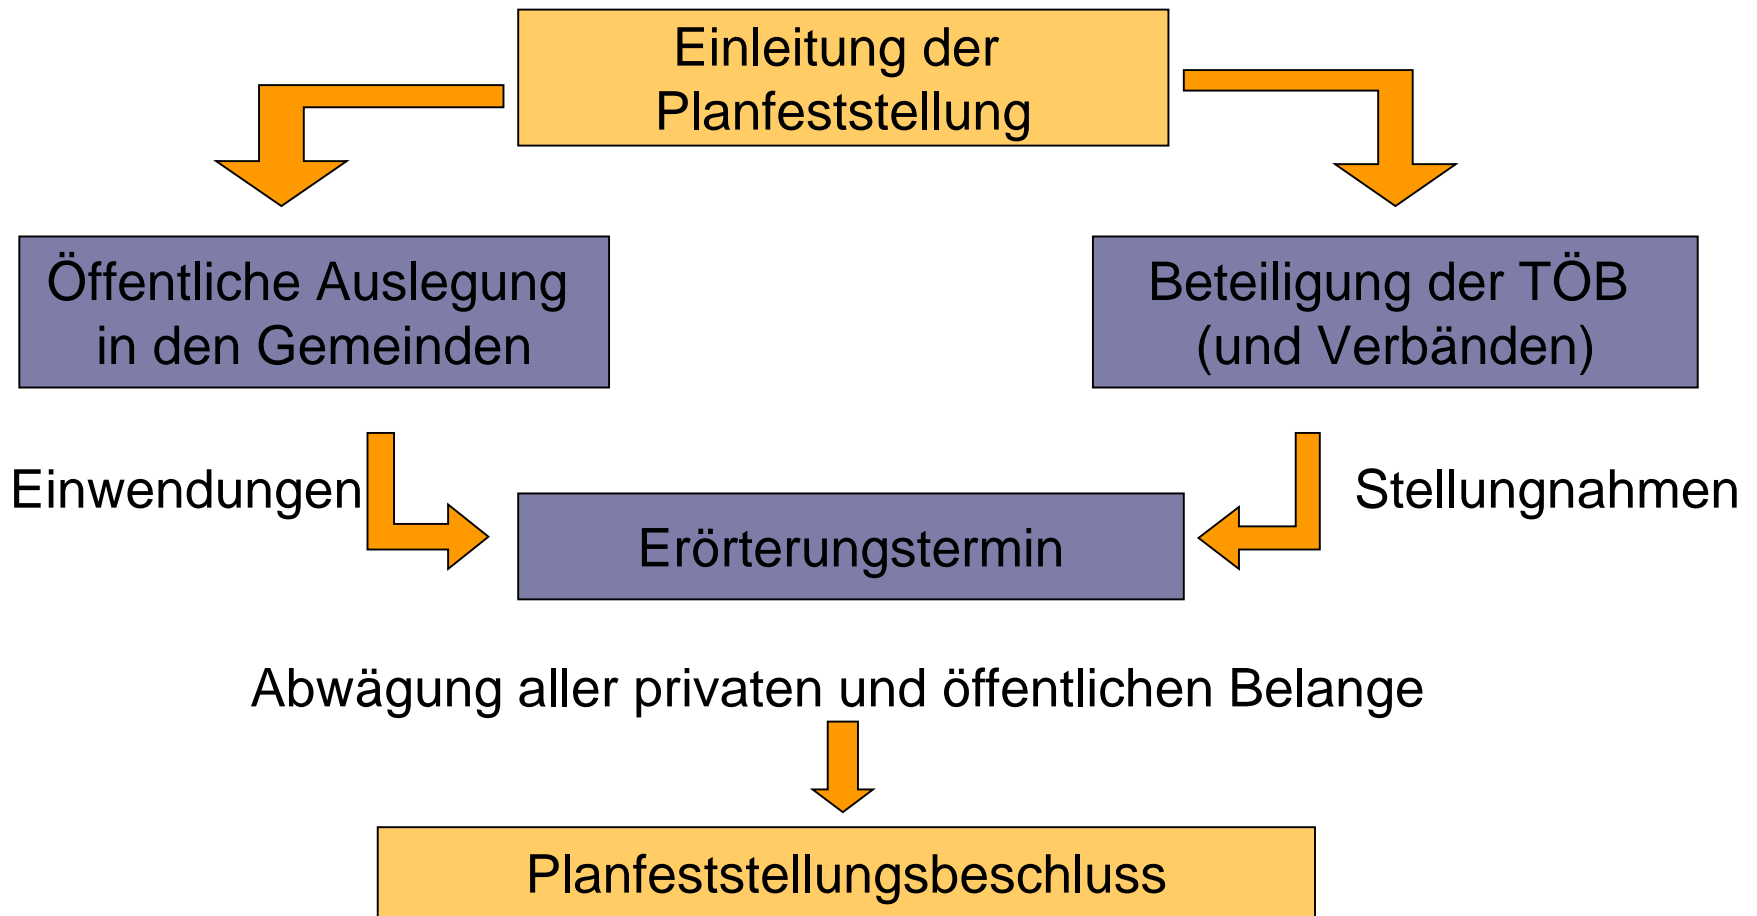 Einleitung der
Planfeststellung
Öffentliche Auslegung
in den Gemeinden
Beteiligung der TÖB
(und Verbänden)
Einwendungen
Stellungnahmen
Erörterungstermin
Abwägung aller privaten und öffentlichen Belange
Planfeststellungsbeschluss